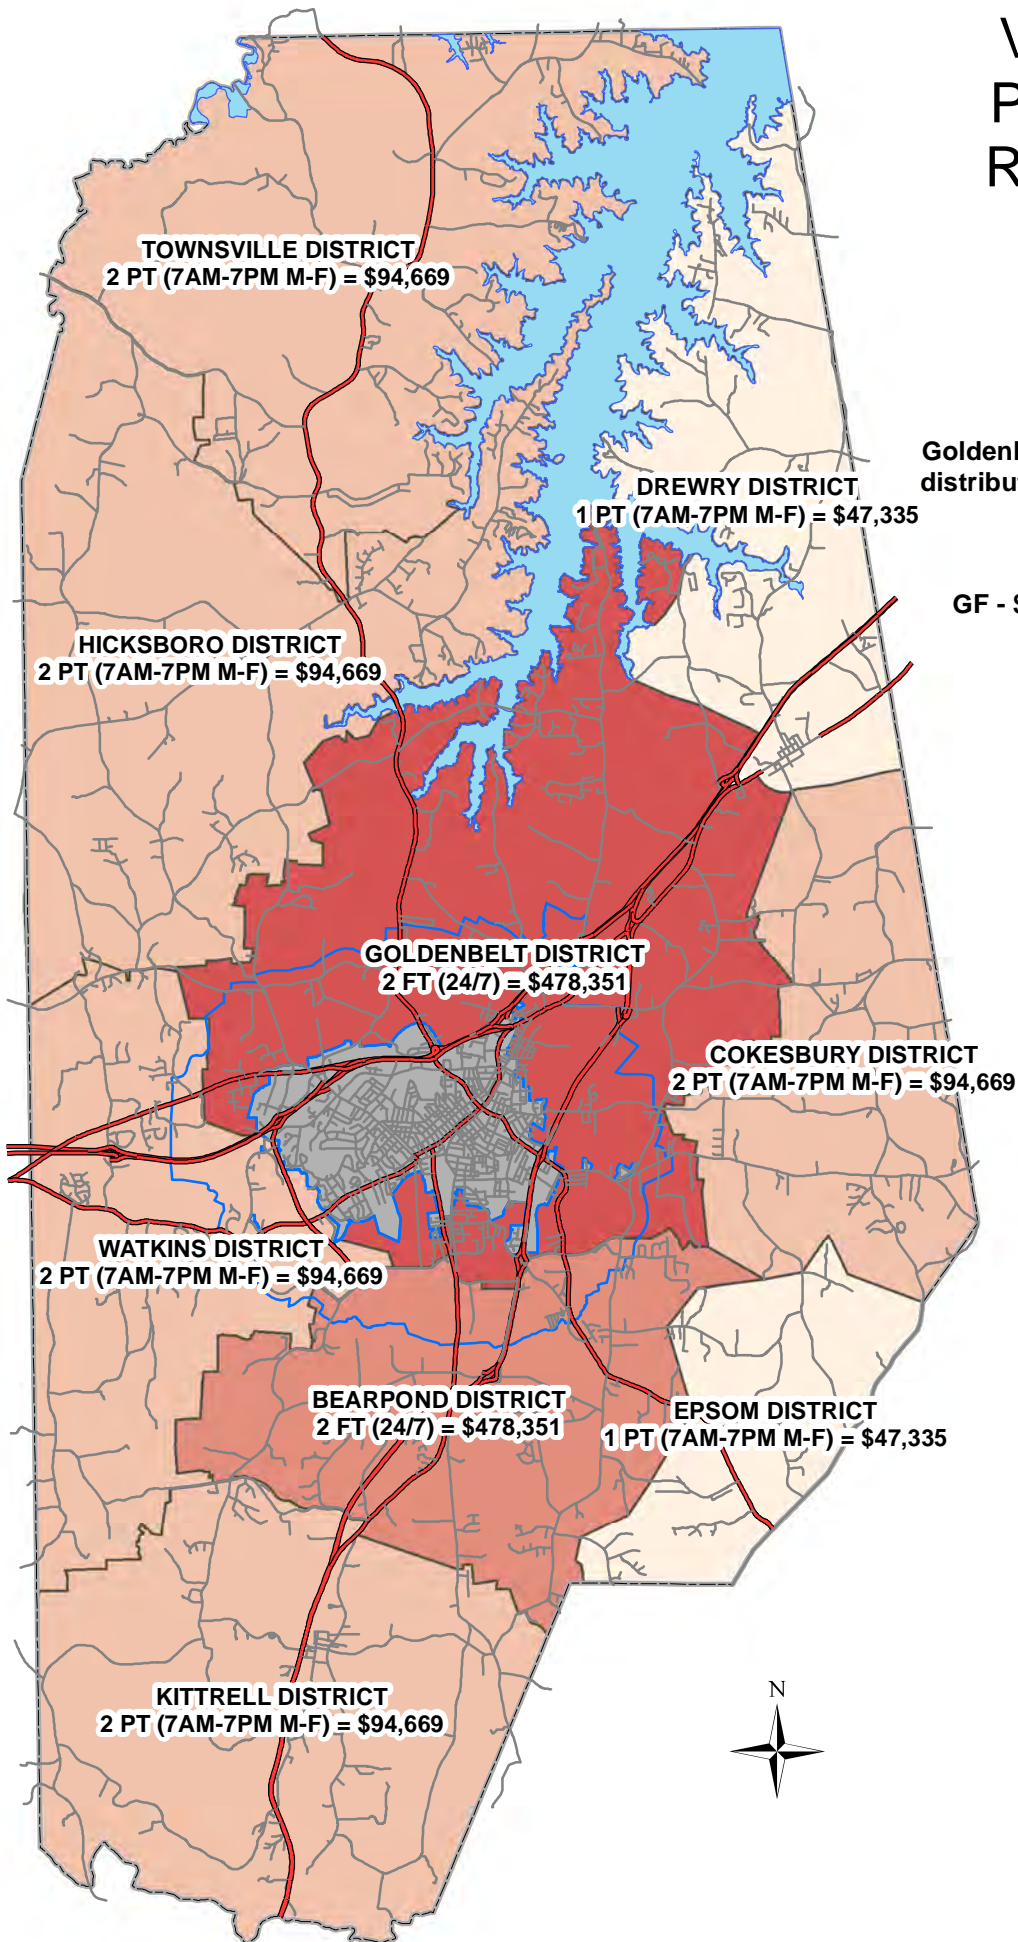 V
P
R
TOWNSVILLE DISTRICT
2 PT (7AM-7PM M-F) = $94,669
Goldenb
distribut
DREWRY DISTRICT
1 PT (7AM-7PM M-F) = $47,335
GF - $
HICKSBORO DISTRICT
2 PT (7AM-7PM M-F) = $94,669
GOLDENBELT DISTRICT
2 FT (24/7) = $478,351
COKESBURY DISTRICT
2 PT (7AM-7PM M-F) = $94,669
WATKINS DISTRICT
2 PT (7AM-7PM M-F) = $94,669
BEARPOND DISTRICT
2 FT (24/7) = $478,351
EPSOM DISTRICT
1 PT (7AM-7PM M-F) = $47,335
KITTRELL DISTRICT
2 PT (7AM-7PM M-F) = $94,669
N